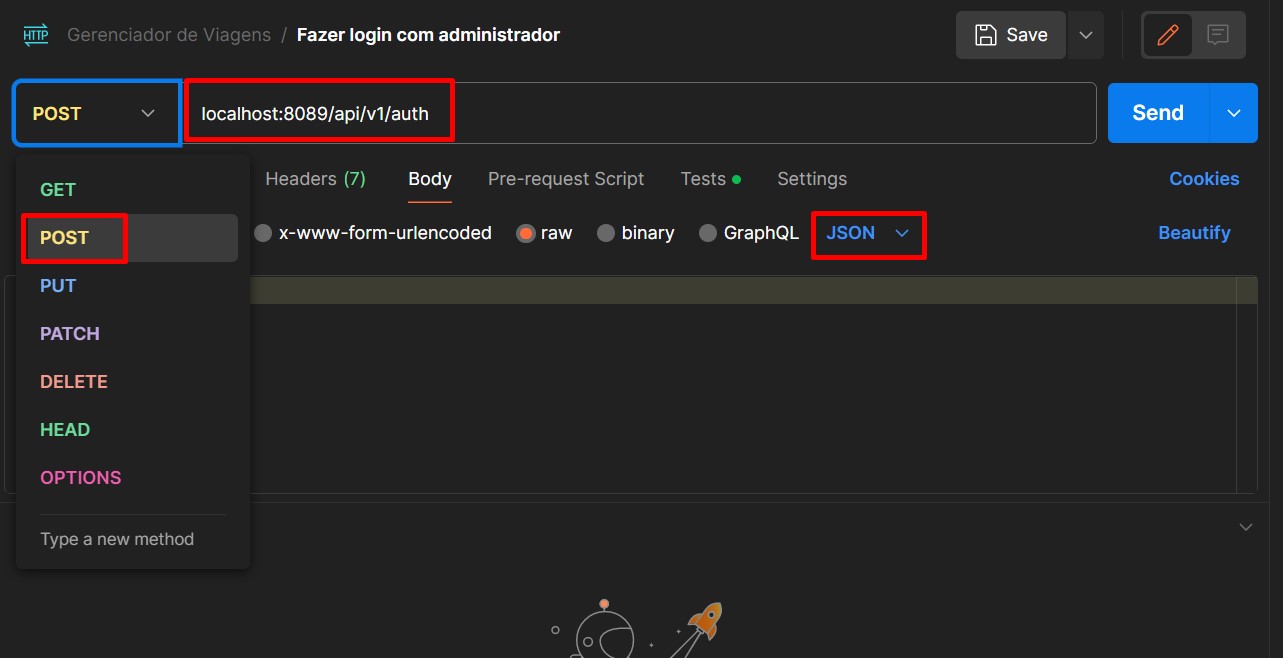 HTTP Gerenciador de Viagens / Fazer login com administrador Save
POST localhost:8089/api/v1/auth Send
Headers (7) Body Pre-request Script Tests Settings Cookies
x-www-form-urlencoded raw binary GraphQL JSON Beautify
GET
POST
PUT
PATCH
DELETE
HEAD
OPTIONS
Type a new method